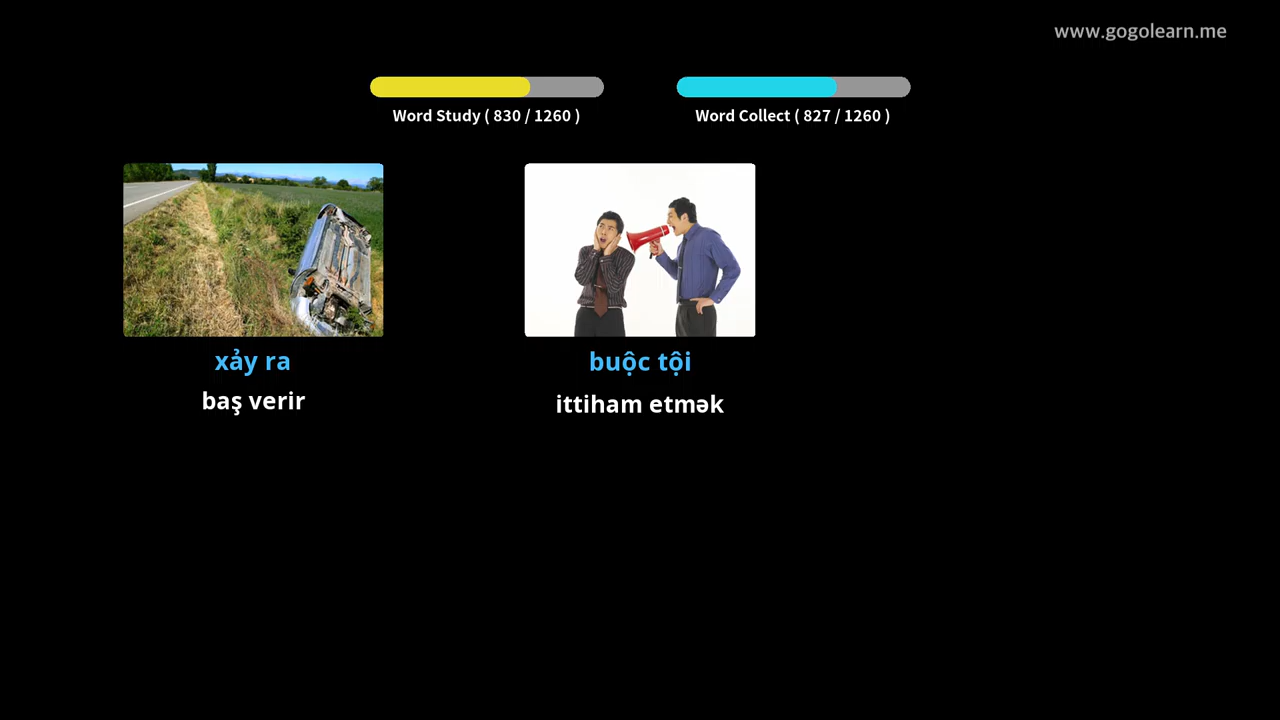 www.gogolearn.me
Word Study ( 830 / 1260 )
Word Collect ( 827 / 1260 )
xảy ra
baş verir
buộc tội
ittiham etmək